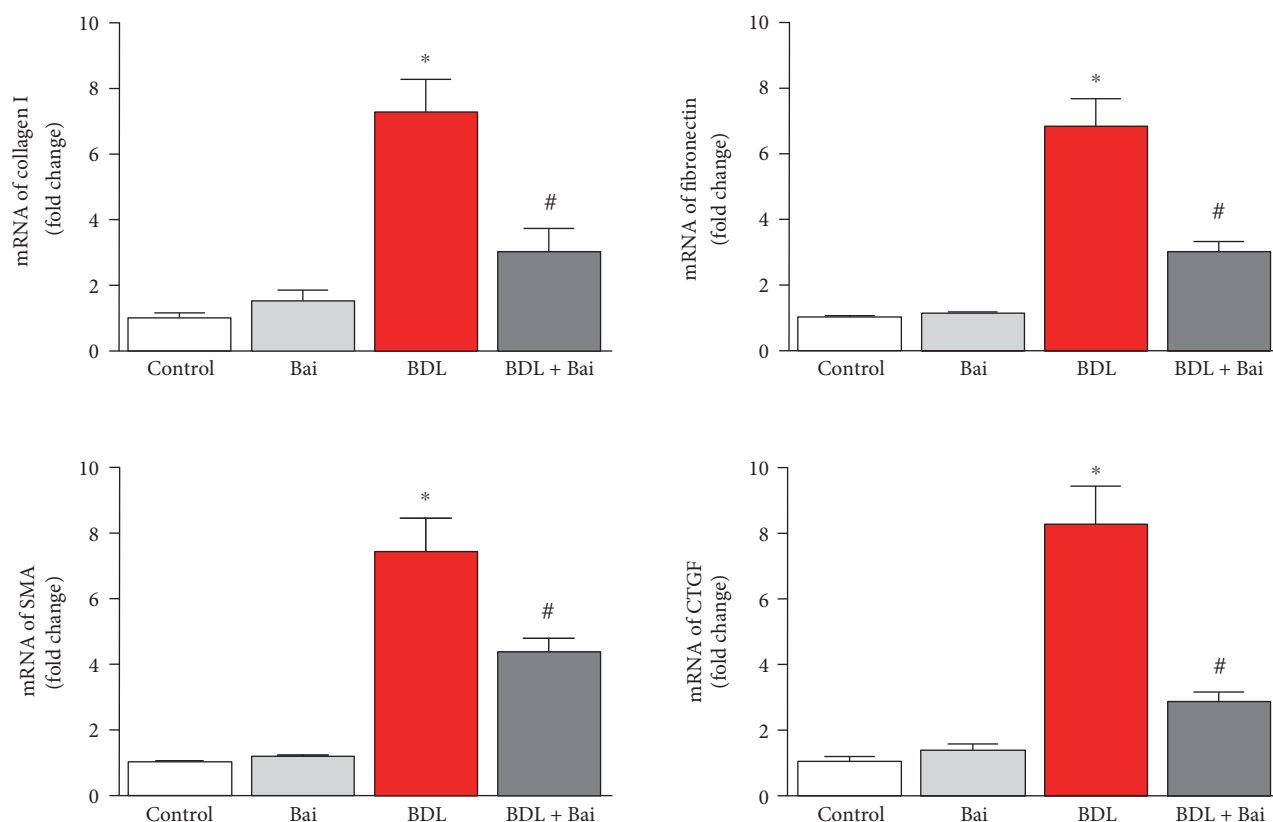 mRNA of collagen I
(fold change)
10
8
6
4
2
0
*
#
Control Bai BDL BDL + Bai
mRNA of fibronectin
(fold change)
10
8
6
4
2
0
*
#
Control Bai BDL BDL + Bai
mRNA of SMA
(fold change)
10
8
6
4
2
0
*
#
Control Bai BDL BDL + Bai
mRNA of CTGF
(fold change)
10
8
6
4
2
0
*
#
Control Bai BDL BDL + Bai